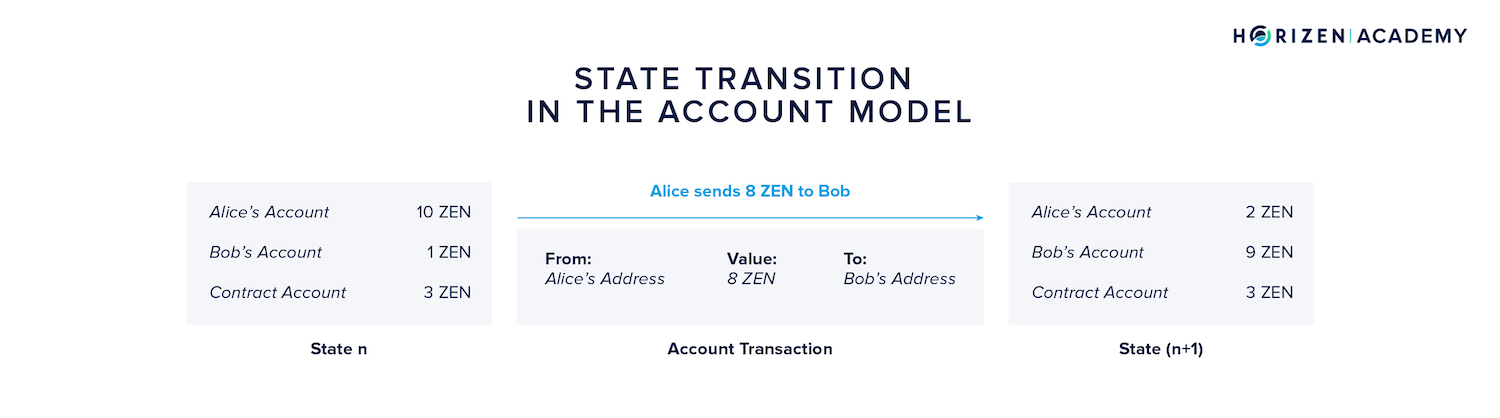 HORIZEN|ACADEMY
STATE TRANSITION
IN THE ACCOUNT MODEL
Alice's Account 10 ZEN
Bob's Account 1 ZEN
Contract Account 3 ZEN
State n
Alice sends 8 ZEN to Bob
From: Value: To:
Alice's Address 8 ZEN Bob's Address
Account Transaction
Alice's Account 2 ZEN
Bob's Account 9 ZEN
Contract Account 3 ZEN
State (n+1)